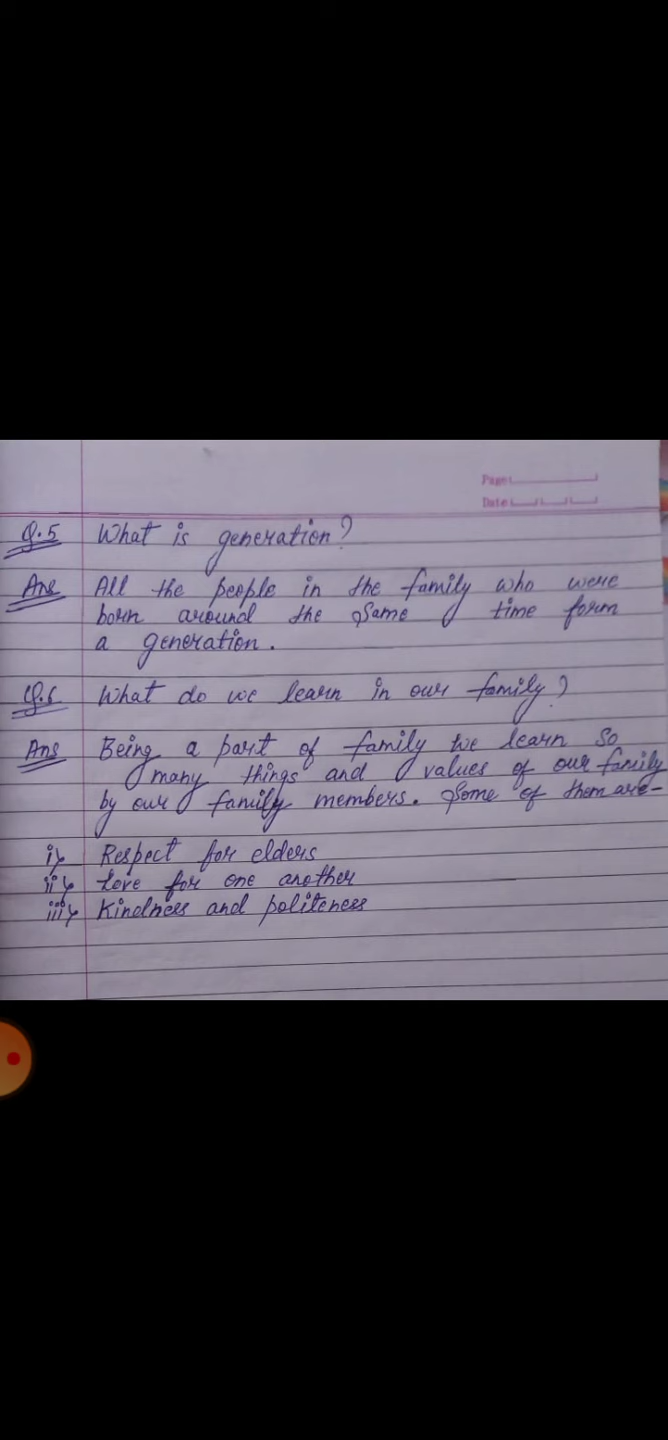 Page
Date
Q.5 What is generation?
Ans All the people in the family who were
born around the same time form
a generation.
Q.6 What do we learn in our family?
Ans Being a part of family we learn so
many things and values of our family
by our family members. Some of them are-
i> Respect for elders
ii> Love for one another
iii> Kindness and politeness